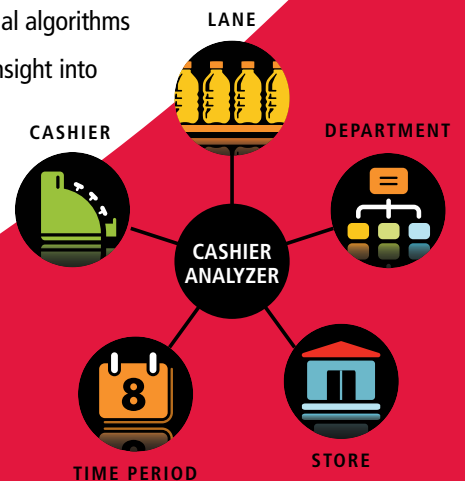 al algorithms
nsight into
LANE
CASHIER
DEPARTMENT
CASHIER
ANALYZER
8
TIME PERIOD
STORE